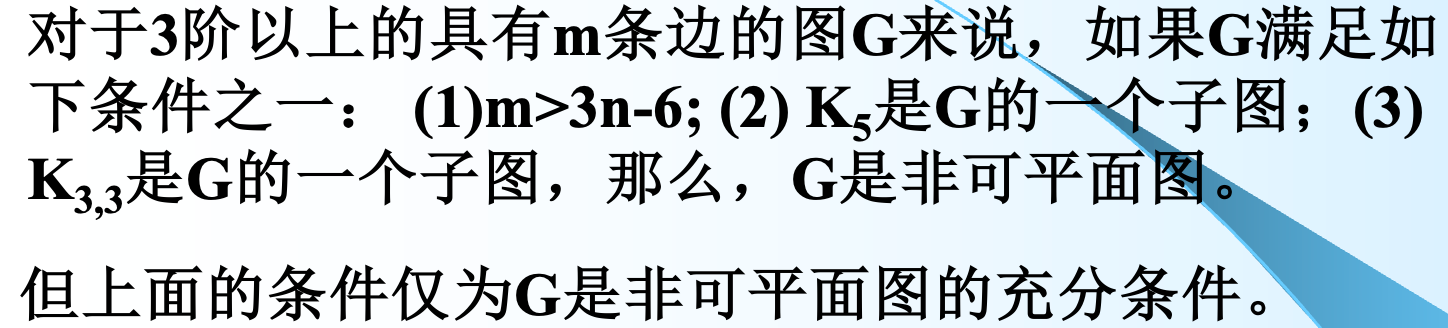 对于3阶以上的具有m条边的图G来说，如果G满足如
下条件之一： (1)m>3n-6; (2) K₅是G的一个子图；(3)
K₃,₃是G的一个子图，那么，G是非可平面图。
但上面的条件仅为G是非可平面图的充分条件。